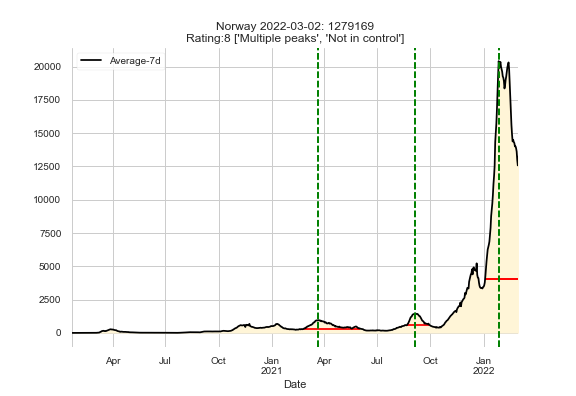 Norway 2022-03-02: 1279169
Rating:8 ['Multiple peaks', 'Not in control']
Average-7d
20000
17500
15000
12500
10000
7500
5000
2500
0
Apr Jul Oct Jan Apr Jul Oct Jan
2021 2022
Date